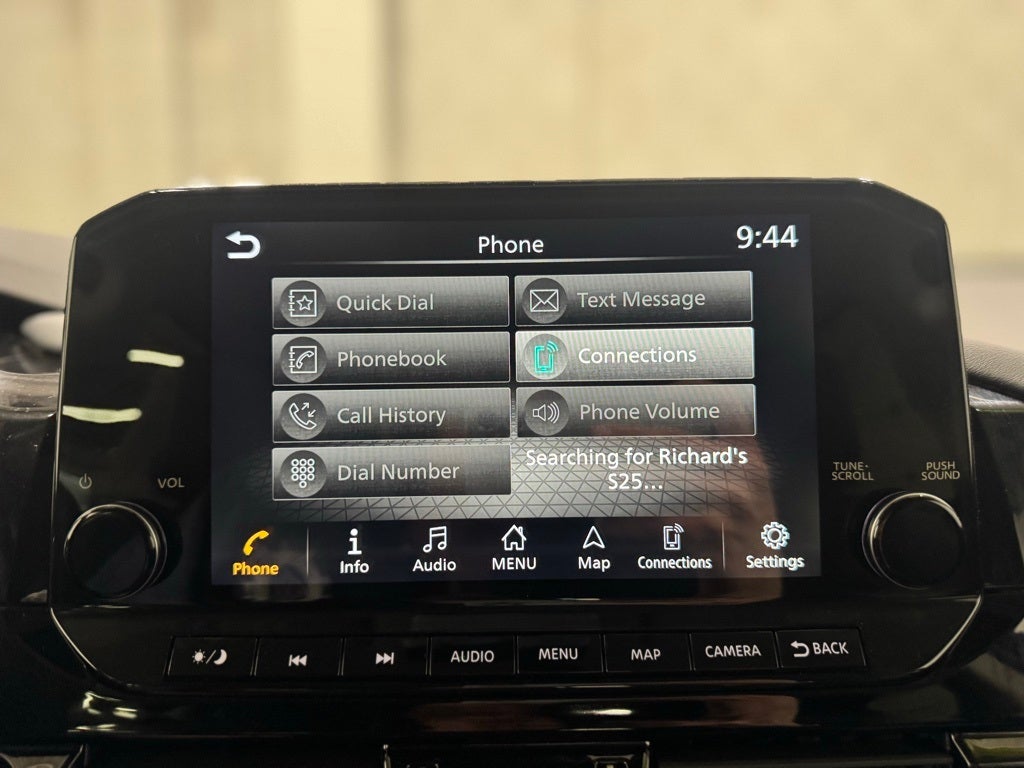 Phone
9:44
Quick Dial
Text Message
Phonebook
Connections
Call History
Phone Volume
Dial Number
Searching for Richard's
S25...
VOL
TUNE·
SCROLL
PUSH
SOUND
Phone
Info
Audio
MENU
Map
Connections
Settings
AUDIO
MENU
MAP
CAMERA
BACK